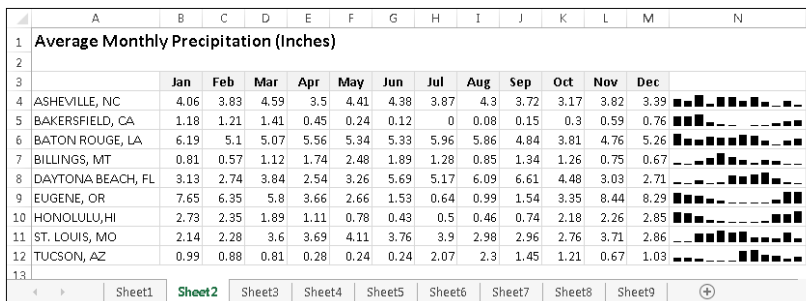 A B C D E F G H I J K L M N
1 Average Monthly Precipitation (Inches)
2
3 Jan Feb Mar Apr May Jun Jul Aug Sep Oct Nov Dec
4 ASHEVILLE, NC 4.06 3.83 4.59 3.5 4.41 4.38 3.87 4.3 3.72 3.17 3.82 3.39
5 BAKERSFIELD, CA 1.18 1.21 1.41 0.45 0.24 0.12 0 0.08 0.15 0.3 0.59 0.76
6 BATON ROUGE, LA 6.19 5.1 5.07 5.56 5.34 5.33 5.96 5.86 4.84 3.81 4.76 5.26
7 BILLINGS, MT 0.81 0.57 1.12 1.74 2.48 1.89 1.28 0.85 1.34 1.26 0.75 0.67
8 DAYTONA BEACH, FL 3.13 2.74 3.84 2.54 3.26 5.69 5.17 6.09 6.61 4.48 3.03 2.71
9 EUGENE, OR 7.65 6.35 5.8 3.66 2.66 1.53 0.64 0.99 1.54 3.35 8.44 8.29
10 HONOLULU,HI 2.73 2.35 1.89 1.11 0.78 0.43 0.5 0.46 0.74 2.18 2.26 2.85
11 ST. LOUIS, MO 2.14 2.28 3.6 3.69 4.11 3.76 3.9 2.98 2.96 2.76 3.71 2.86
12 TUCSON, AZ 0.99 0.88 0.81 0.28 0.24 0.24 2.07 2.3 1.45 1.21 0.67 1.03
13
Sheet1 Sheet2 Sheet3 Sheet4 Sheet5 Sheet6 Sheet7 Sheet8 Sheet9